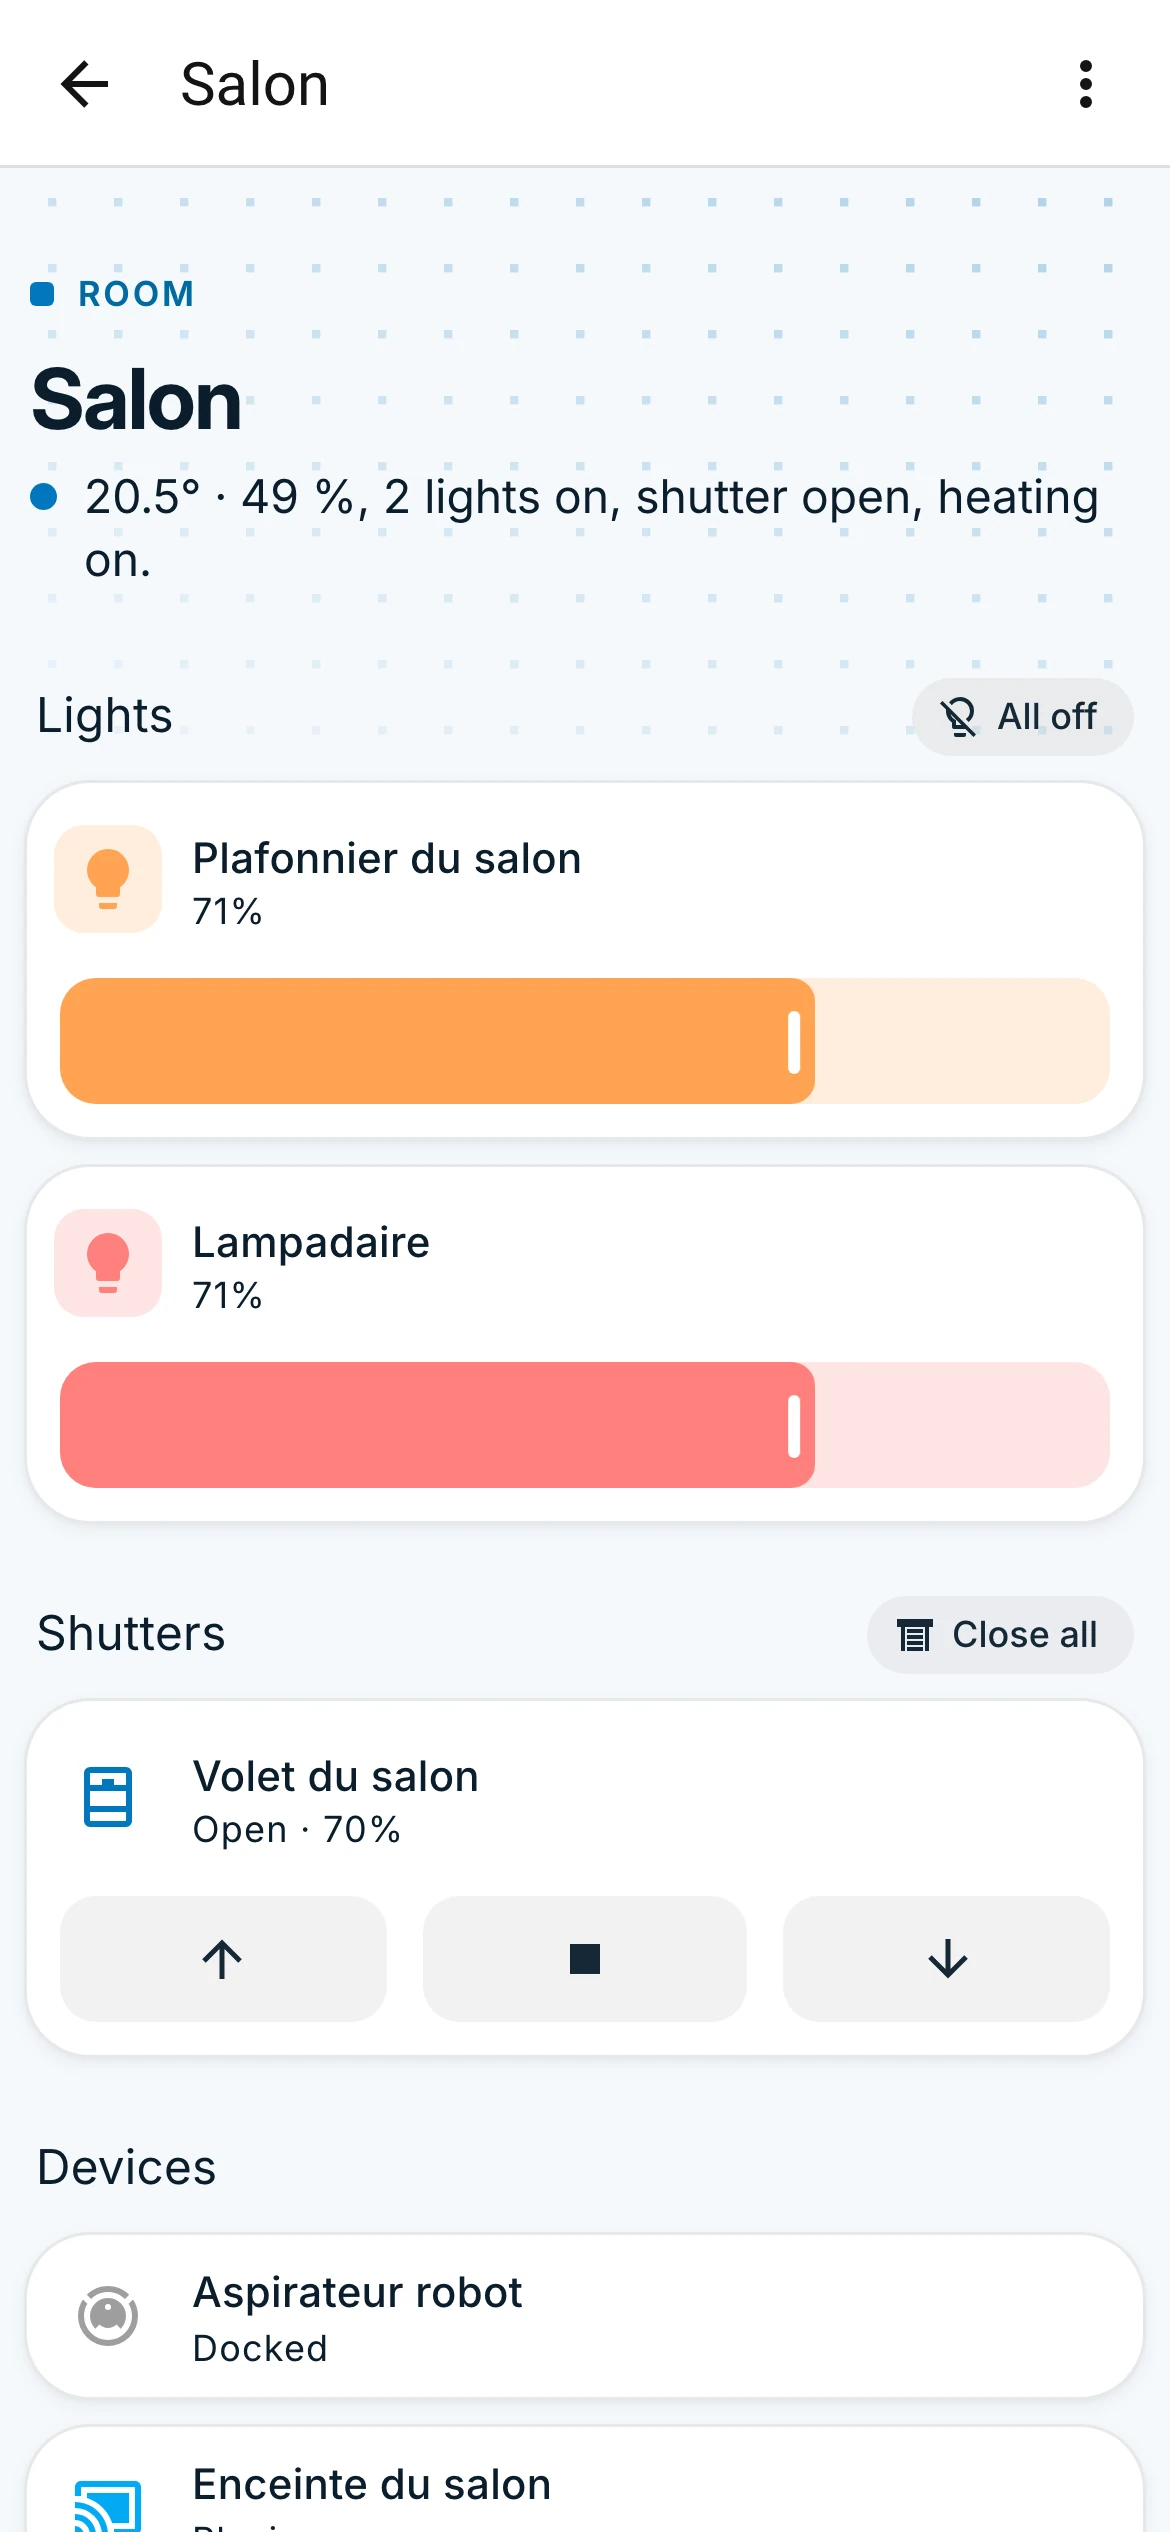 Salon
ROOM
Salon
20.5° · 49 %, 2 lights on, shutter open, heating
on.
Lights
All off
Plafonnier du salon
71%
Lampadaire
71%
Shutters
Close all
Volet du salon
Open · 70%
Devices
Aspirateur robot
Docked
Enceinte du salon